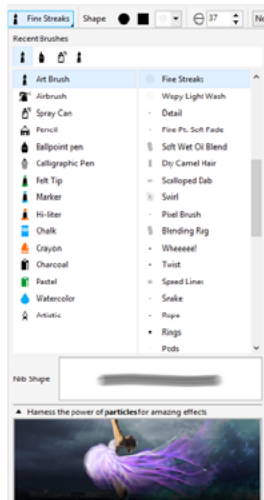 Fine Streaks Shape 37 No
Recent Brushes
Art Brush
Airbrush
Spray Can
Pencil
Ballpoint pen
Calligraphic Pen
Felt Tip
Marker
Hi-liter
Chalk
Crayon
Charcoal
Pastel
Watercolor
Artistic
Fine Streaks
Wispy Light Wash
Detail
Fine Pt. Soft Fade
Soft Wet Oil Blend
Dry Camel Hair
Scalloped Dab
Swirl
Pixel Brush
Blending Rag
Wheeeee!
Twist
Speed Lines
Snake
Rope
Rings
Pods
Nib Shape
Harness the power of particles for amazing effects